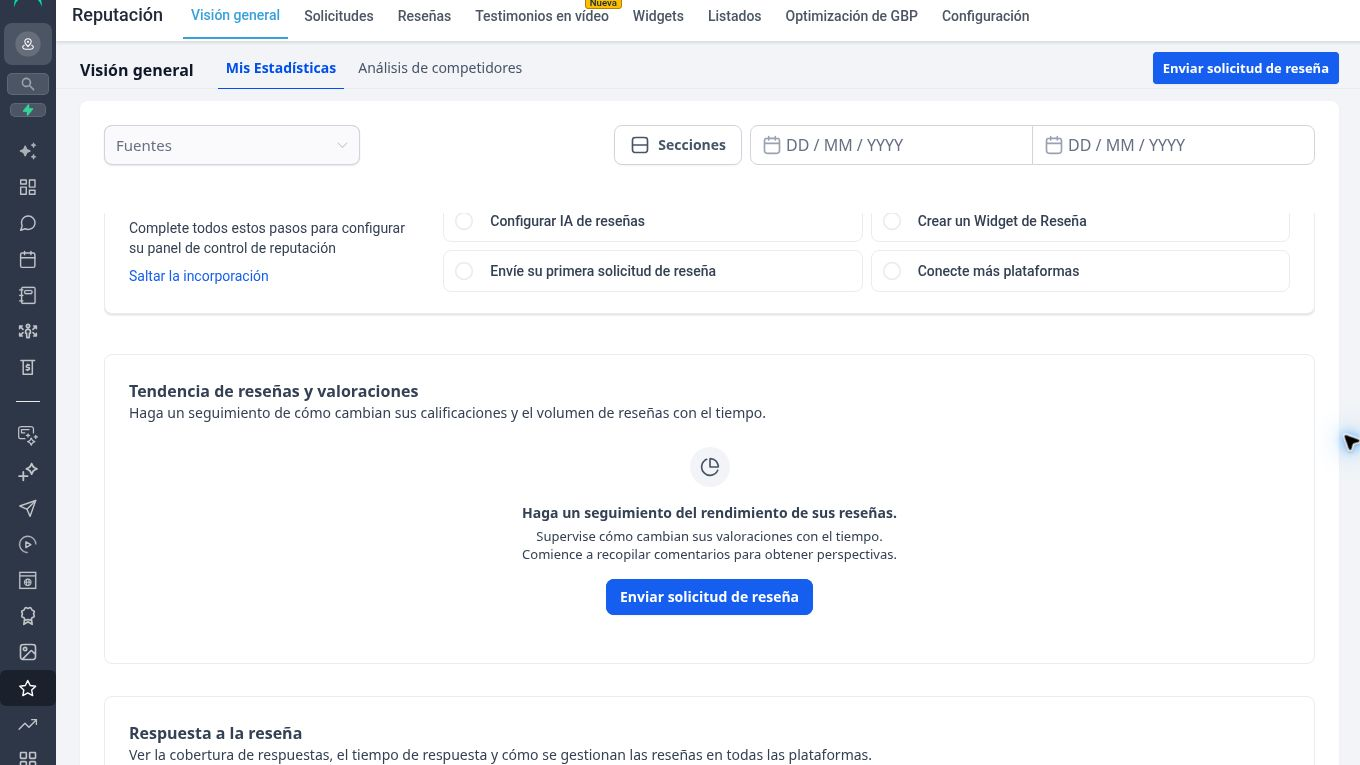 Reputación
Visión general
Solicitudes
Reseñas
Testimonios en vídeo
Nueva
Widgets
Listados
Optimización de GBP
Configuración
Visión general
Mis Estadísticas
Análisis de competidores
Enviar solicitud de reseña
Fuentes
Secciones
DD / MM / YYYY
DD / MM / YYYY
Complete todos estos pasos para configurar
su panel de control de reputación
Saltar la incorporación
Configurar IA de reseñas
Crear un Widget de Reseña
Envíe su primera solicitud de reseña
Conecte más plataformas
Tendencia de reseñas y valoraciones
Haga un seguimiento de cómo cambian sus calificaciones y el volumen de reseñas con el tiempo.
Haga un seguimiento del rendimiento de sus reseñas.
Supervise cómo cambian sus valoraciones con el tiempo.
Comience a recopilar comentarios para obtener perspectivas.
Enviar solicitud de reseña
Respuesta a la reseña
Ver la cobertura de respuestas, el tiempo de respuesta y cómo se gestionan las reseñas en todas las plataformas.